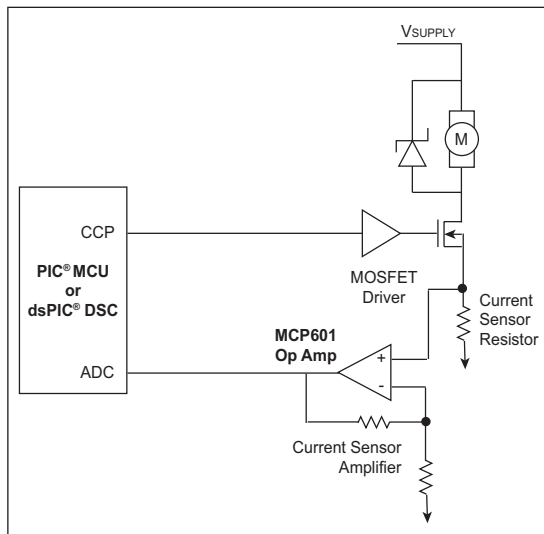 VSUPPLY
M
CCP
PIC® MCU
or
dsPIC® DSC
MOSFET
Driver
Current
Sensor
Resistor
MCP601
Op Amp
+
-
ADC
Current Sensor
Amplifier